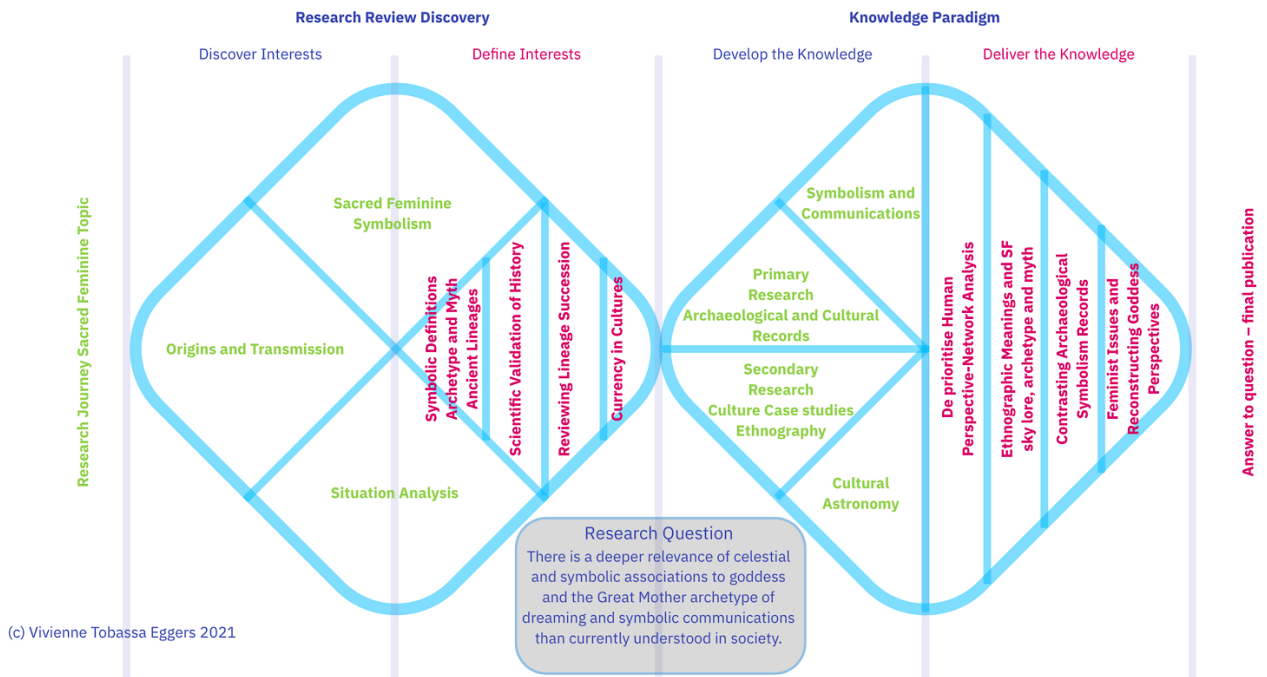 Research Review Discovery
Knowledge Paradigm
Discover Interests
Define Interests
Develop the Knowledge
Deliver the Knowledge
Research Journey Sacred Feminine Topic
Sacred Feminine
Symbolism
Origins and Transmission
Situation Analysis
Symbolic Definitions
Archetype and Myth
Ancient Lineages
Scientific Validation of History
Reviewing Lineage Succession
Currency in Cultures
Symbolism and
Communications
Primary
Research
Archaeological and Cultural
Records
Secondary
Research
Culture Case studies
Ethnography
Cultural
Astronomy
De prioritise Human
Perspective-Network Analysis
Ethnographic Meanings and SF
sky lore, archetype and myth
Contrasting Archaeological
Symbolism Records
Feminist Issues and
Reconstructing Goddess
Perspectives
Answer to question – final publication
Research Question
There is a deeper relevance of celestial
and symbolic associations to goddess
and the Great Mother archetype of
dreaming and symbolic communications
than currently understood in society.
(c) Vivienne Tobassa Eggers 2021